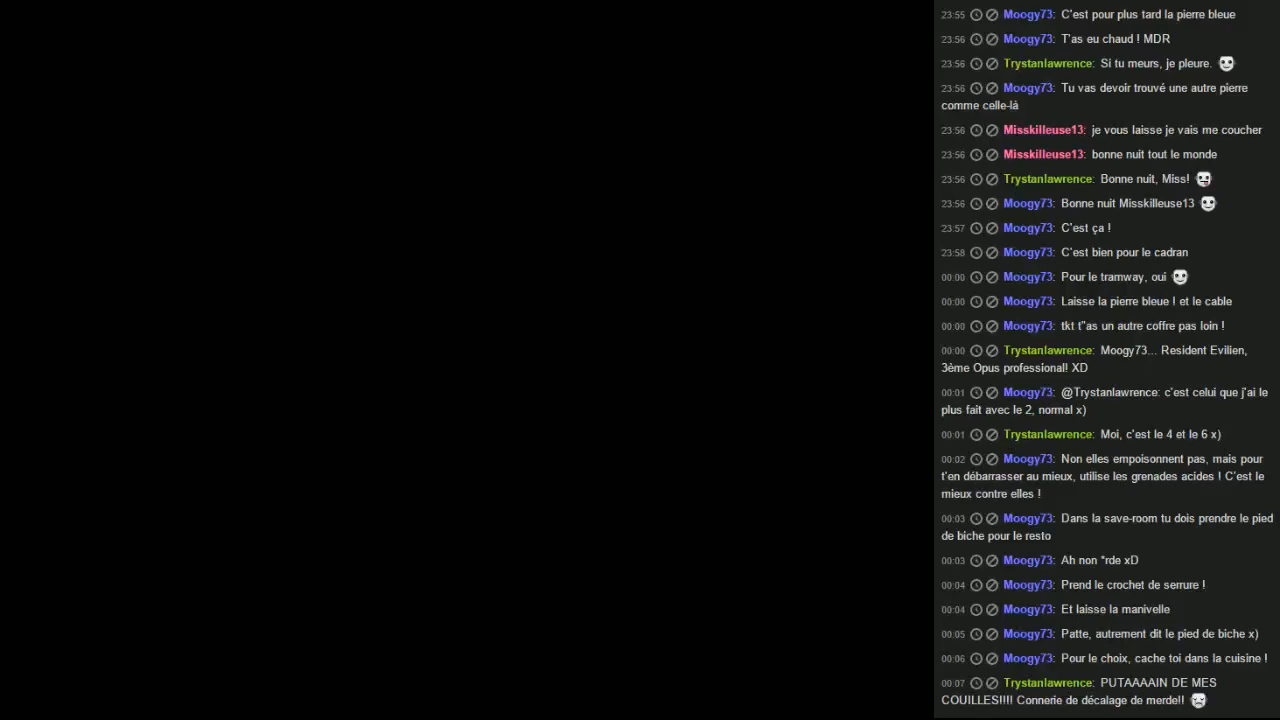 23:55 Moogy73: C'est pour plus tard la pierre bleue
23:56 Moogy73: T'as eu chaud ! MDR
23:56 Trystanlawrence: Si tu meurs, je pleure.
23:56 Moogy73: Tu vas devoir trouvé une autre pierre
comme celle-lá
23:56 Misskilleuse13: je vous laisse je vais me coucher
23:56 Misskilleuse13: bonne nuit tout le monde
23:56 Trystanlawrence: Bonne nuit, Miss!
23:56 Moogy73: Bonne nuit Misskilleuse13
23:57 Moogy73: C'est ça !
23:58 Moogy73: C'est bien pour le cadran
00:00 Moogy73: Pour le tramway, oui
00:00 Moogy73: Laisse la pierre bleue ! et le cable
00:00 Moogy73: tkt t"as un autre coffre pas loin !
00:00 Trystanlawrence: Moogy73... Resident Evilien,
3ème Opus professional! XD
00:01 Moogy73: @Trystanlawrence: c'est celui que j'ai le
plus fait avec le 2, normal x)
00:01 Trystanlawrence: Moi, c'est le 4 et le 6 x)
00:02 Moogy73: Non elles empoisonnent pas, mais pour
t'en débarrasser au mieux, utilise les grenades acides ! C'est le
mieux contre elles !
00:03 Moogy73: Dans la save-room tu dois prendre le pied
de biche pour le resto
00:03 Moogy73: Ah non *rde xD
00:04 Moogy73: Prend le crochet de serrure !
00:04 Moogy73: Et laisse la manivelle
00:05 Moogy73: Patte, autrement dit le pied de biche x)
00:06 Moogy73: Pour le choix, cache toi dans la cuisine !
00:07 Trystanlawrence: PUTAAAAIN DE MES
COUILLES!!!! Connerie de décalage de merde!!